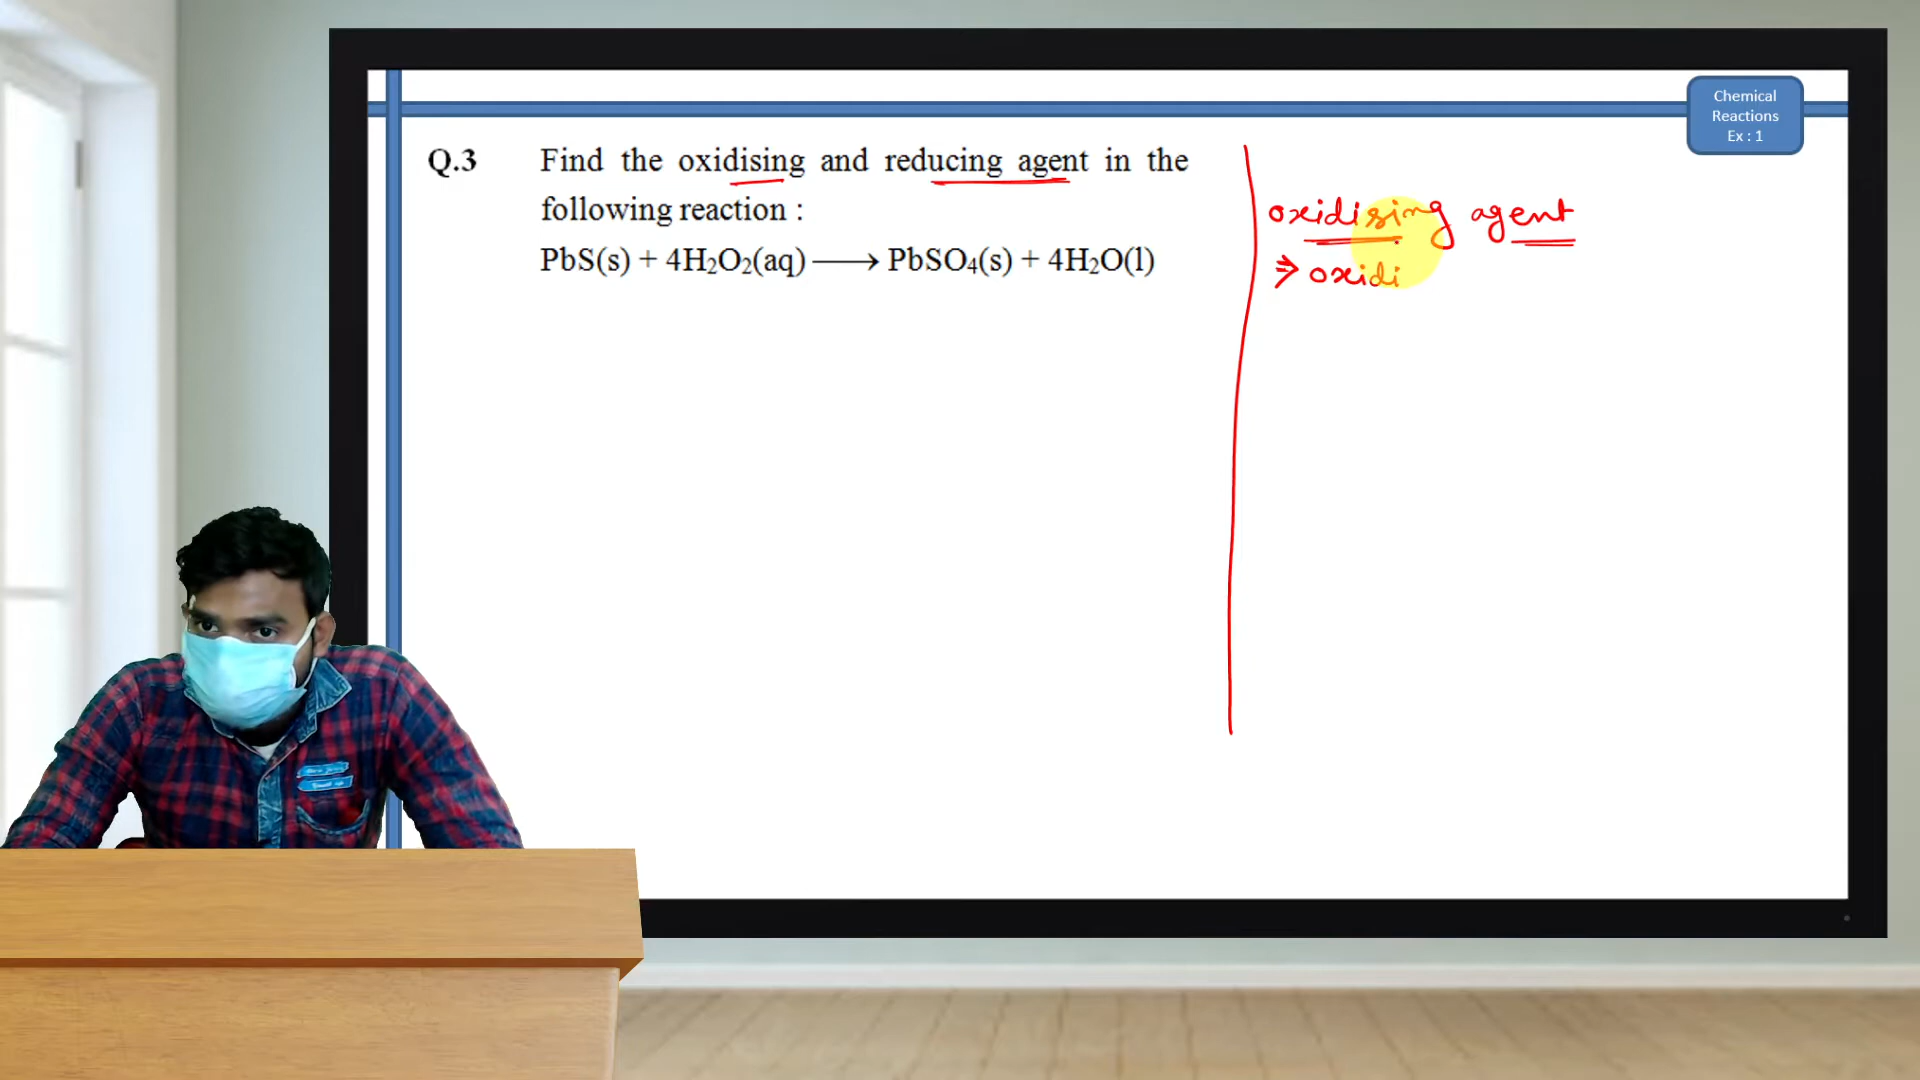 Chemical
Reactions
Ex : 1
Q.3 Find the oxidising and reducing agent in the
following reaction :
PbS(s) + 4H₂O₂(aq) ⟶ PbSO₄(s) + 4H₂O(l)
oxidising agent
⇒ oxidi